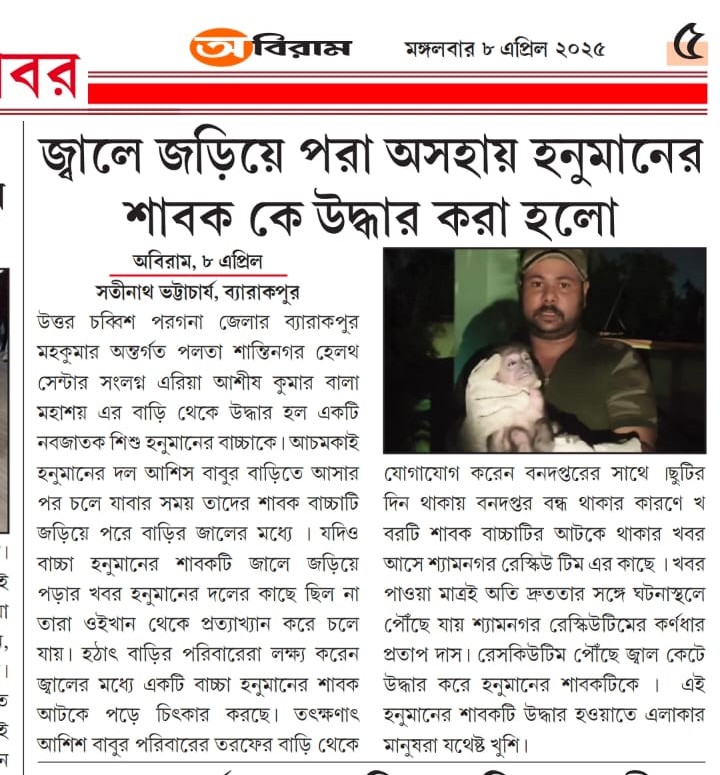 অবিরাম
মঙ্গলবার ৮ এপ্রিল ২০২৫
৫
বর
জ্বালে জড়িয়ে পরা অসহায় হনুমানের
শাবক কে উদ্ধার করা হলো
অবিরাম, ৮ এপ্রিল
সতীনাথ ভট্টাচার্য, ব্যারাকপুর
উত্তর চব্বিশ পরগনা জেলার ব্যারাকপুর
মহকুমার অন্তর্গত পলতা শান্তিনগর হেলথ
সেন্টার সংলগ্ন এরিয়া আশীষ কুমার বালা
মহাশয় এর বাড়ি থেকে উদ্ধার হল একটি
নবজাতক শিশু হনুমানের বাচ্চাকে। আচমকাই
হনুমানের দল আশিস বাবুর বাড়িতে আসার
পর চলে যাবার সময় তাদের শাবক বাচ্চাটি
জড়িয়ে পরে বাড়ির জালের মধ্যে । যদিও
বাচ্চা হনুমানের শাবকটি জালে জড়িয়ে
পড়ার খবর হনুমানের দলের কাছে ছিল না
তারা ওইখান থেকে প্রত্যাখ্যান করে চলে
যায়। হঠাৎ বাড়ির পরিবারেরা লক্ষ্য করেন
জ্বালের মধ্যে একটি বাচ্চা হনুমানের শাবক
আটকে পড়ে চিৎকার করছে। তৎক্ষণাৎ
আশিশ বাবুর পরিবারের তরফের বাড়ি থেকে
যোগাযোগ করেন বনদপ্তরের সাথে ।ছুটির
দিন থাকায় বনদপ্তর বন্ধ থাকার কারণে খ
বরটি শাবক বাচ্চাটির আটকে থাকার খবর
আসে শ্যামনগর রেস্কিউ টিম এর কাছে । খবর
পাওয়া মাত্রই অতি দ্রুততার সঙ্গে ঘটনাস্থলে
পৌঁছে যায় শ্যামনগর রেস্কিউটিমের কর্ণধার
প্রতাপ দাস। রেসকিউটিম পৌঁছে জ্বাল কেটে
উদ্ধার করে হনুমানের শাবকটিকে । এই
হনুমানের শাবকটি উদ্ধার হওয়াতে এলাকার
মানুষরা যথেষ্ট খুশি।